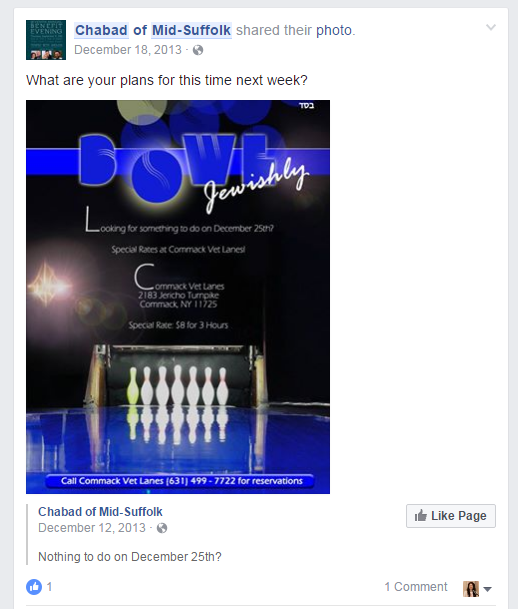 BENEFIT
EVENING
Chabad of Mid-Suffolk shared their photo.
December 18, 2013 ·
What are your plans for this time next week?
בסד
BOWL
Jewishly
Looking for something to do on December 25th?
Special Rates at Commack Vet Lanes!
Commack Vet Lanes
2183 Jericho Turnpike
Commack, NY 11725
Special Rate: $8 for 3 Hours
Call Commack Vet Lanes (631) 499 - 7722 for reservations
Chabad of Mid-Suffolk
December 12, 2013 ·
Like Page
Nothing to do on December 25th?
1
1 Comment